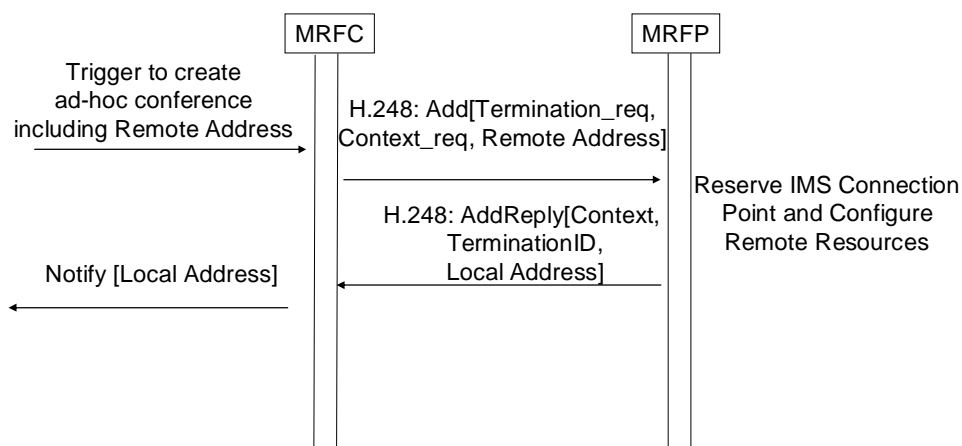 MRFC
MRFP
Trigger to create
ad-hoc conference
including Remote Address
H.248: Add[Termination_req,
Context_req, Remote Address]
Reserve IMS Connection
Point and Configure
Remote Resources
H.248: AddReply[Context,
TerminationID,
Local Address]
Notify [Local Address]